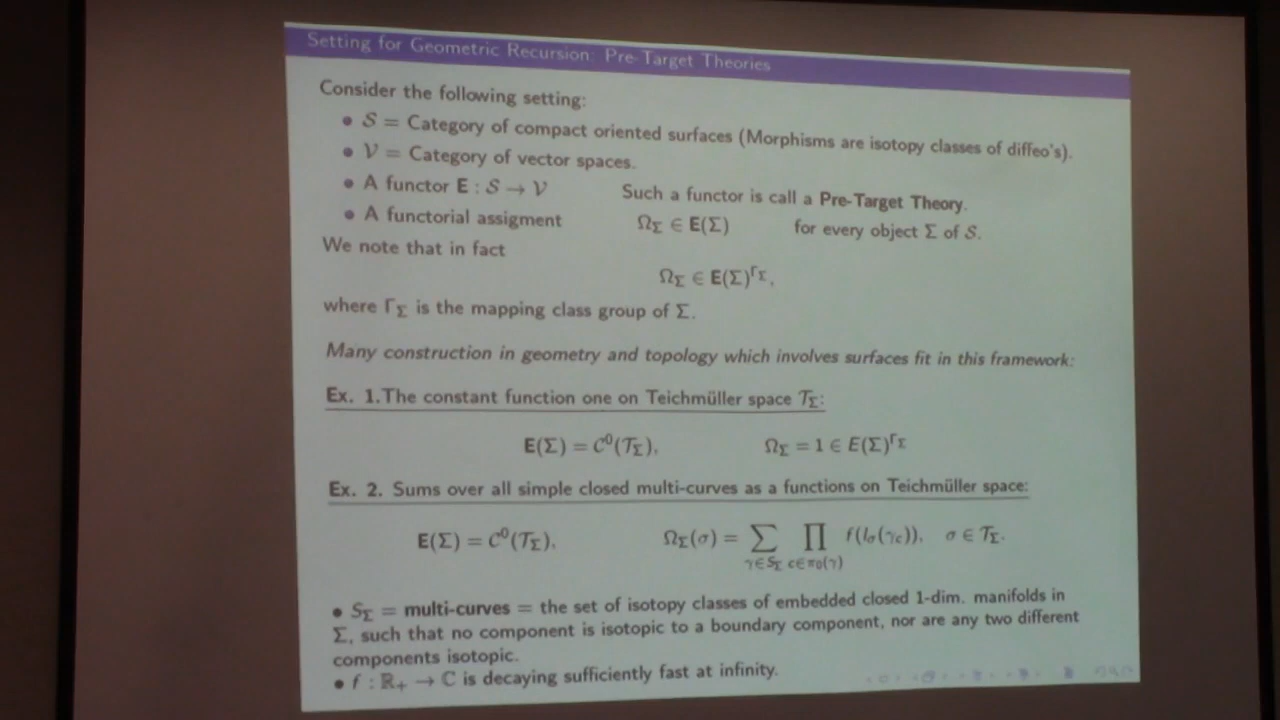 Setting for Geometric Recursion: Pre-Target Theories
Consider the following setting:
• 𝒮 = Category of compact oriented surfaces (Morphisms are isotopy classes of diffeo's).
• 𝒱 = Category of vector spaces.
• A functor E : 𝒮 → 𝒱 Such a functor is call a Pre-Target Theory.
• A functorial assigment Ω_Σ ∈ E(Σ) for every object Σ of 𝒮.
We note that in fact
Ω_Σ ∈ E(Σ)^{Γ_Σ},
where Γ_Σ is the mapping class group of Σ.
Many construction in geometry and topology which involves surfaces fit in this framework:
Ex. 1.The constant function one on Teichmüller space 𝒯_Σ:
E(Σ) = C⁰(𝒯_Σ), Ω_Σ = 1 ∈ E(Σ)^{Γ_Σ}
Ex. 2. Sums over all simple closed multi-curves as a functions on Teichmüller space:
E(Σ) = C⁰(𝒯_Σ), Ω_Σ(σ) = ∑_{γ∈S_Σ} ∏_{c∈π₀(γ)} f(l_σ(γ_c)), σ ∈ 𝒯_Σ.
• S_Σ = multi-curves = the set of isotopy classes of embedded closed 1-dim. manifolds in
Σ, such that no component is isotopic to a boundary component, nor are any two different
components isotopic.
• f : ℝ₊ → ℂ is decaying sufficiently fast at infinity.